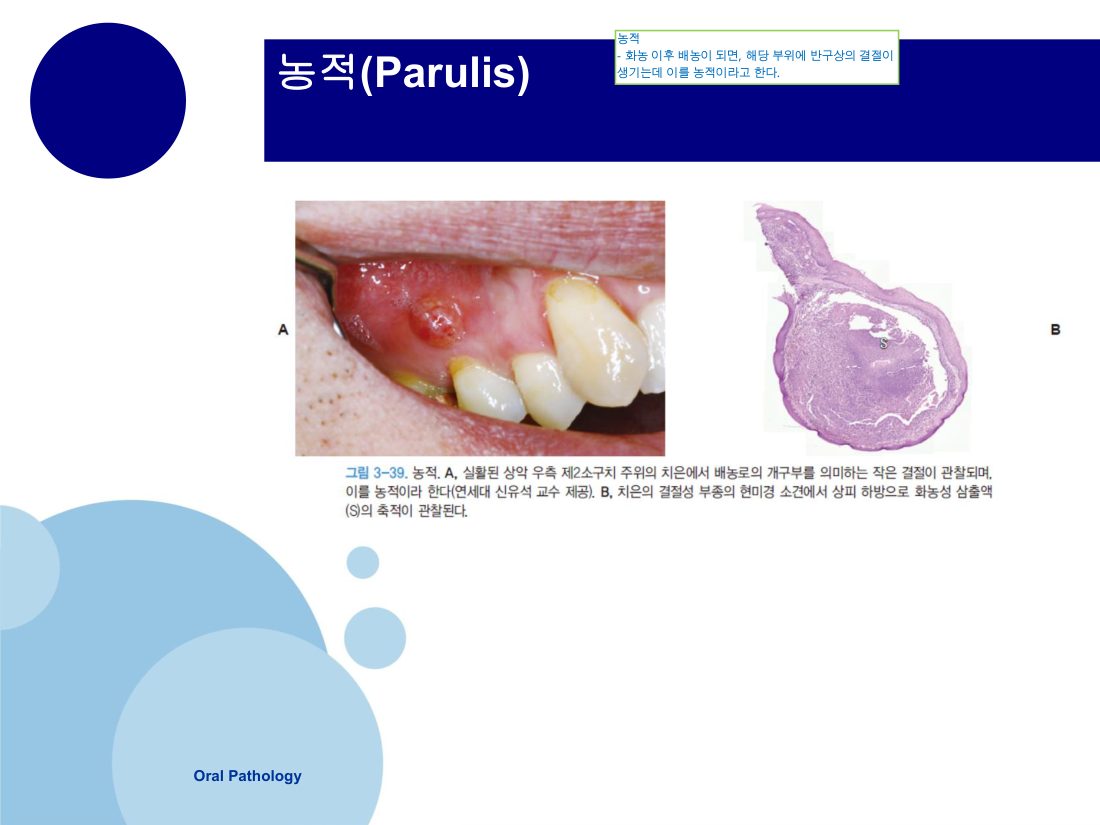 농적(Parulis)
농적
- 화농 이후 배농이 되면, 해당 부위에 반구상의 결절이
생기는데 이를 농적이라고 한다.
A
S
B
그림 3-39. 농적. A, 실활된 상악 우측 제2소구치 주위의 치은에서 배농로의 개구부를 의미하는 작은 결절이 관찰되며,
이를 농적이라 한다(연세대 신유석 교수 제공). B, 치은의 결절성 부종의 현미경 소견에서 상피 하방으로 화농성 삼출액
(S)의 축적이 관찰된다.
Oral Pathology